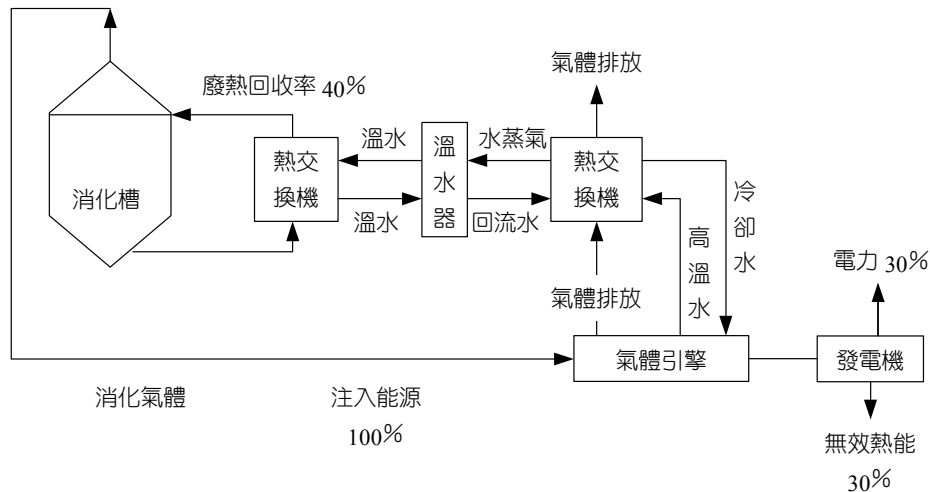 氣體排放
廢熱回收率 40%
溫水
溫水器
水蒸氣
熱交換機
熱交換機
冷卻水
消化槽
溫水
回流水
高溫水
電力 30%
氣體排放
氣體引擎
發電機
消化氣體
注入能源
100%
無效熱能
30%